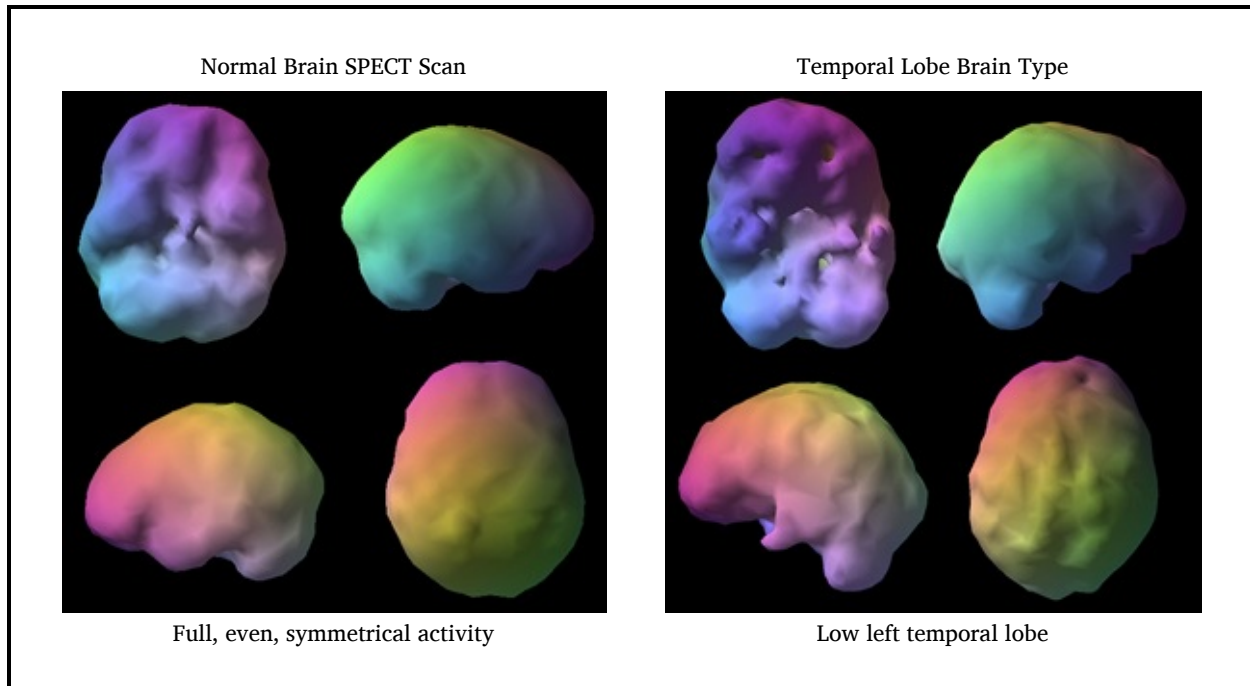 Normal Brain SPECT Scan
Temporal Lobe Brain Type
Full, even, symmetrical activity
Low left temporal lobe